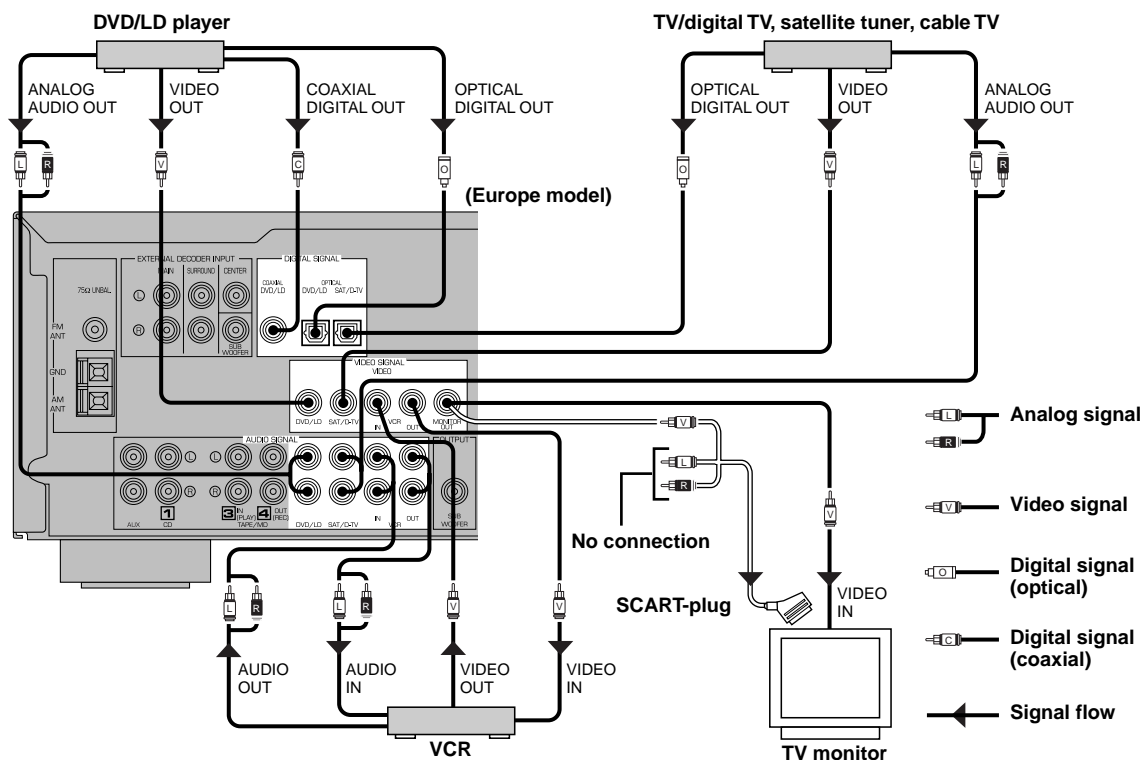 DVD/LD player
TV/digital TV, satellite tuner, cable TV
ANALOG
AUDIO OUT
VIDEO
OUT
COAXIAL
DIGITAL OUT
OPTICAL
DIGITAL OUT
OPTICAL
DIGITAL OUT
VIDEO
OUT
ANALOG
AUDIO OUT
L
R
V
C
O
O
V
L
R
(Europe model)
EXTERNAL DECODER INPUT
MAIN
SURROUND
CENTER
L
R
SUB
WOOFER
75Ω UNBAL.
FM
ANT
GND
AM
ANT
DIGITAL SIGNAL
COAXIAL
DVD/LD
OPTICAL
DVD/LD
SAT/D-TV
VIDEO SIGNAL
VIDEO
DVD/LD
SAT/D-TV
IN
VCR
OUT
MONITOR
OUT
AUDIO SIGNAL
OUTPUT
L
L
R
R
AUX
1
CD
3
IN
(PLAY)
4
OUT
(REC)
TAPE/MD
DVD/LD
SAT/D-TV
IN
VCR
OUT
SUB
WOOFER
V
L
R
No connection
SCART-plug
V
VIDEO
IN
TV monitor
L
R
L
R
V
V
AUDIO
OUT
AUDIO
IN
VIDEO
OUT
VIDEO
IN
VCR
L
R
Analog signal
V
Video signal
O
Digital signal
(optical)
C
Digital signal
(coaxial)
Signal flow